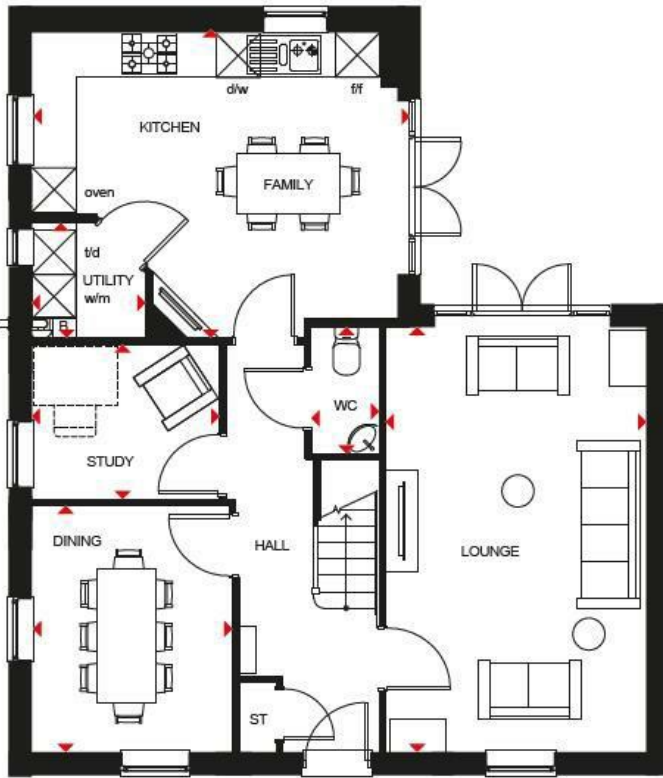 d/w
f/f
KITCHEN
oven
FAMILY
t/d
UTILITY
w/m
B
WC
STUDY
DINING
HALL
LOUNGE
ST